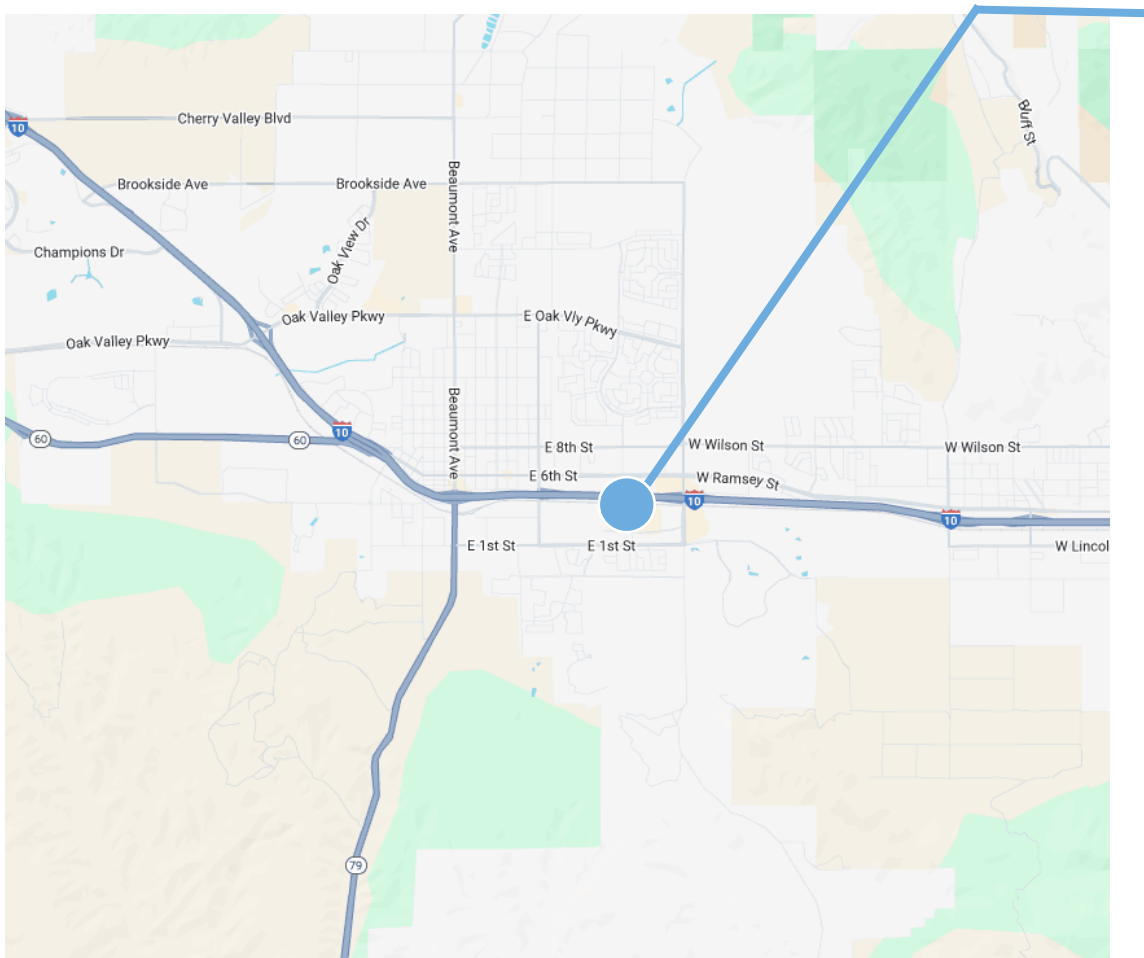 10
Cherry Valley Blvd
Bluff St
Brookside Ave
Brookside Ave
Beaumont Ave
Champions Dr
Oak View Dr
Oak Valley Pkwy
E Oak Vly Pkwy
Oak Valley Pkwy
Beaumont Ave
10
60
60
E 8th St
W Wilson St
W Wilson St
E 6th St
W Ramsey St
10
10
E 1st St
E 1st St
W Lincol
79